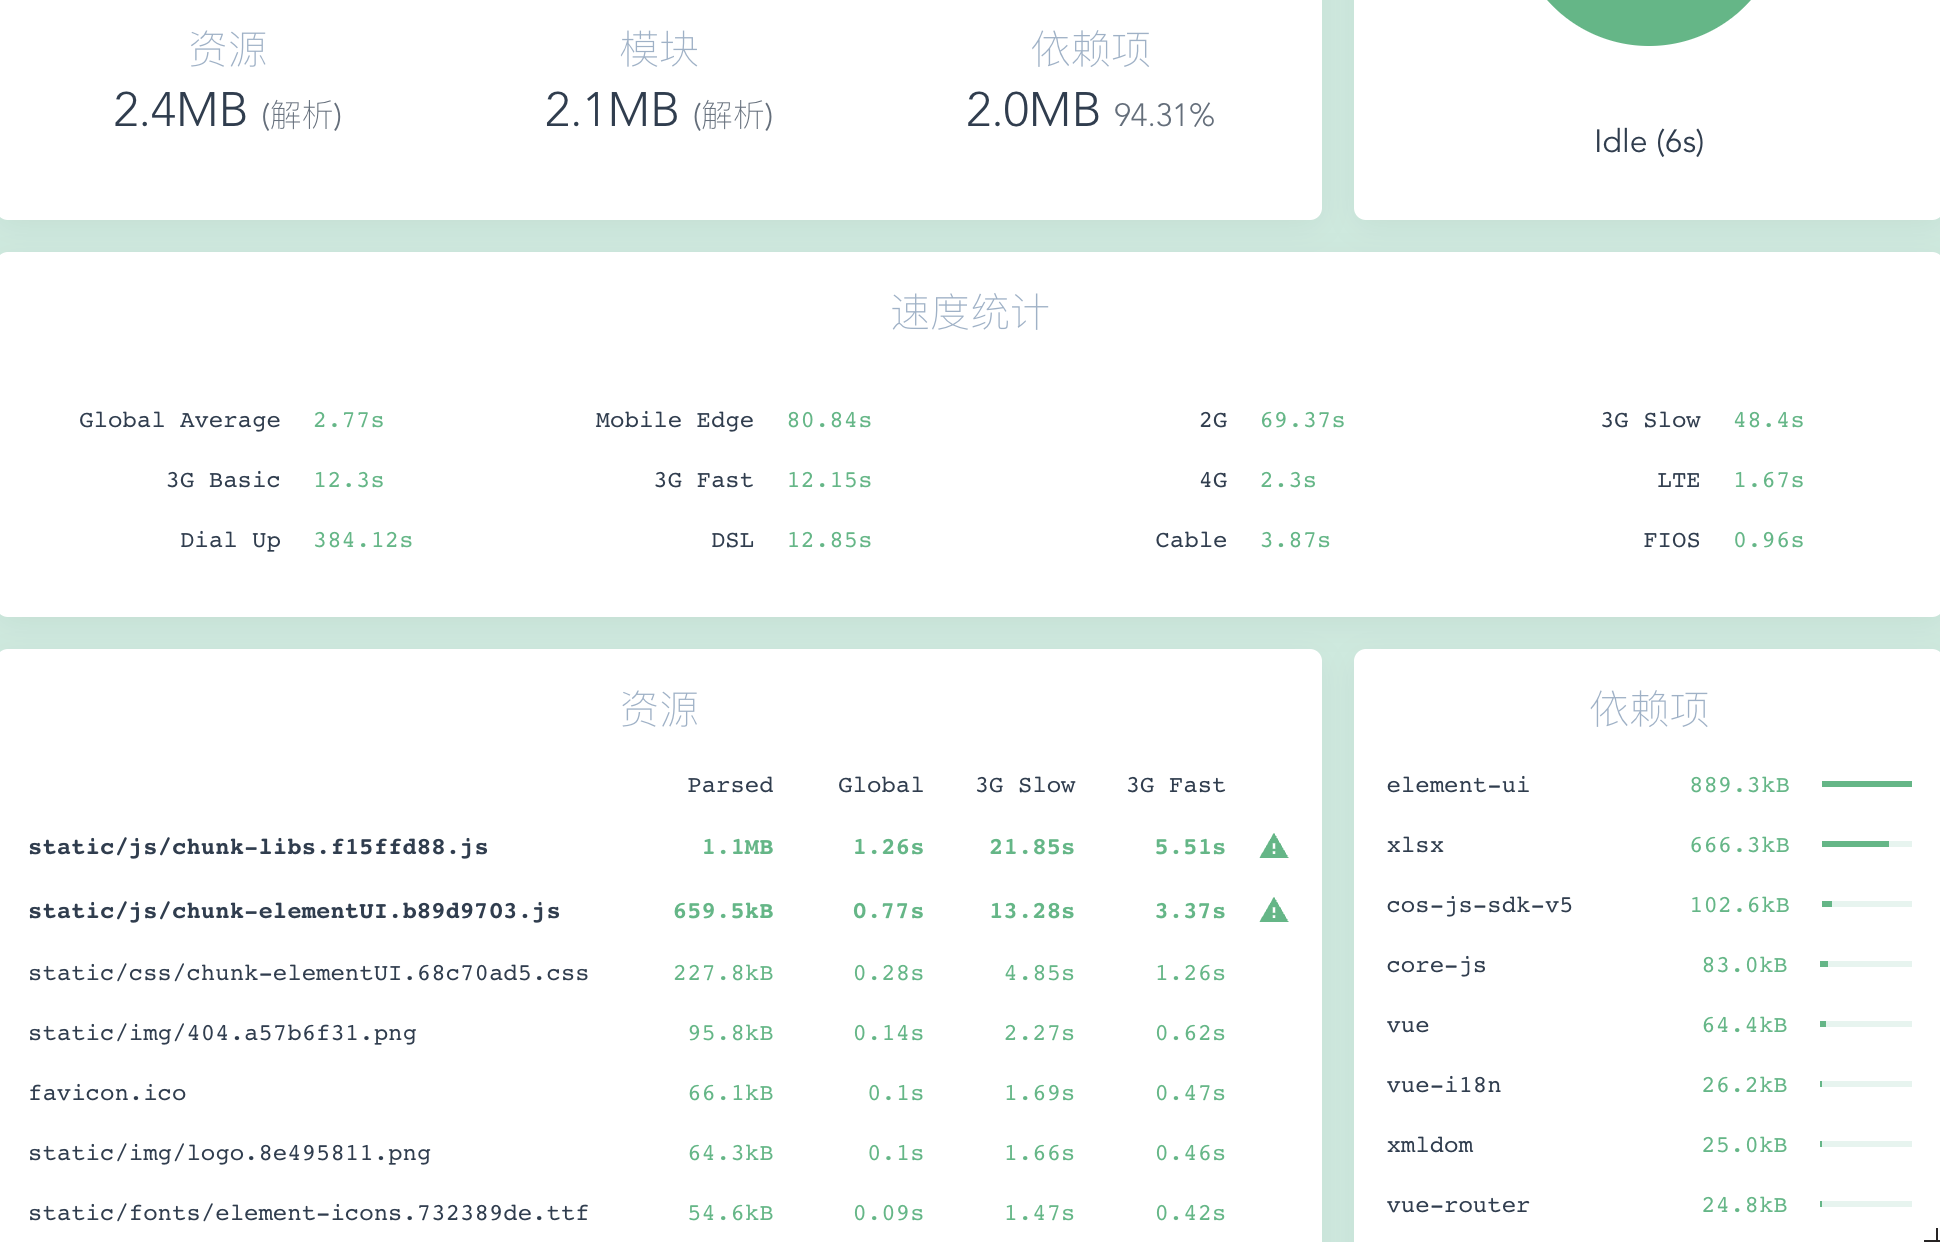 资源 模块 依赖项
2.4MB (解析) 2.1MB (解析) 2.0MB 94.31%
Idle (6s)
速度统计
Global Average 2.77s Mobile Edge 80.84s 2G 69.37s 3G Slow 48.4s
3G Basic 12.3s 3G Fast 12.15s 4G 2.3s LTE 1.67s
Dial Up 384.12s DSL 12.85s Cable 3.87s FIOS 0.96s
资源
Parsed Global 3G Slow 3G Fast
static/js/chunk-libs.f15ffd88.js 1.1MB 1.26s 21.85s 5.51s
static/js/chunk-elementUI.b89d9703.js 659.5kB 0.77s 13.28s 3.37s
static/css/chunk-elementUI.68c70ad5.css 227.8kB 0.28s 4.85s 1.26s
static/img/404.a57b6f31.png 95.8kB 0.14s 2.27s 0.62s
favicon.ico 66.1kB 0.1s 1.69s 0.47s
static/img/logo.8e495811.png 64.3kB 0.1s 1.66s 0.46s
static/fonts/element-icons.732389de.ttf 54.6kB 0.09s 1.47s 0.42s
依赖项
element-ui 889.3kB
xlsx 666.3kB
cos-js-sdk-v5 102.6kB
core-js 83.0kB
vue 64.4kB
vue-i18n 26.2kB
xmldom 25.0kB
vue-router 24.8kB